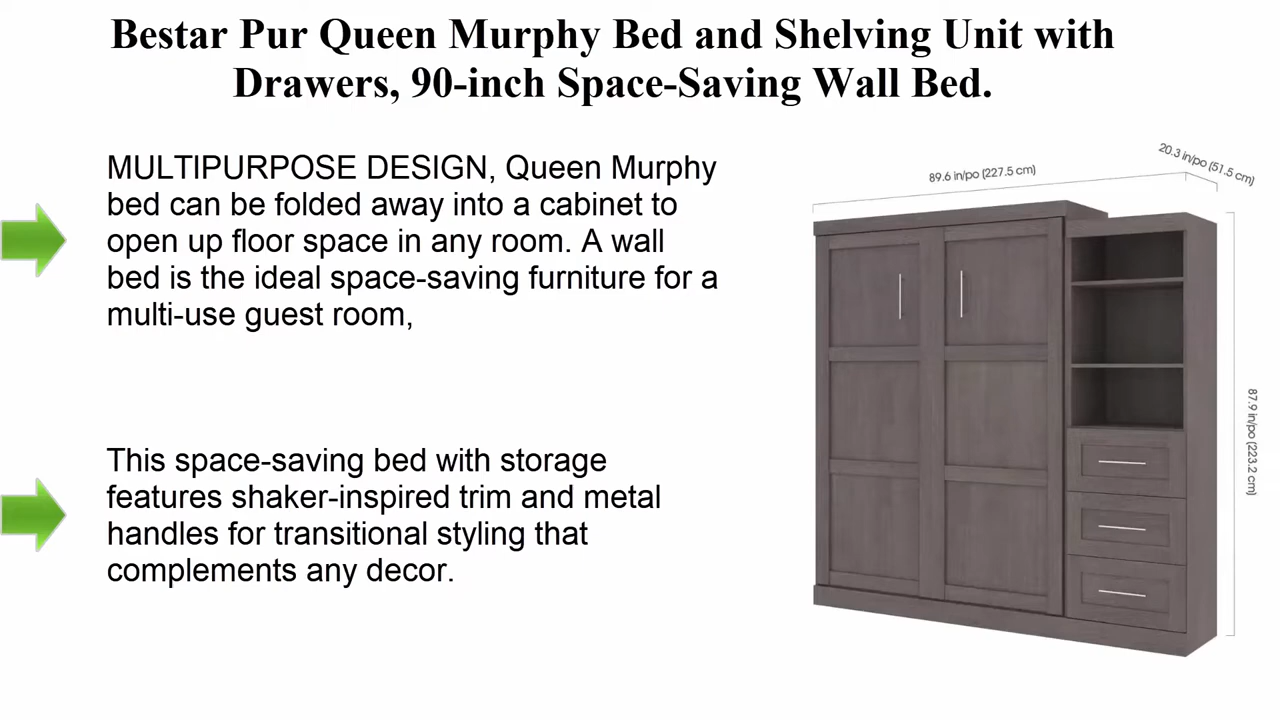 Bestar Pur Queen Murphy Bed and Shelving Unit with
Drawers, 90-inch Space-Saving Wall Bed.
MULTIPURPOSE DESIGN, Queen Murphy
bed can be folded away into a cabinet to
open up floor space in any room. A wall
bed is the ideal space-saving furniture for a
multi-use guest room,
This space-saving bed with storage
features shaker-inspired trim and metal
handles for transitional styling that
complements any decor.
89.6 in/po (227.5 cm)
20.3 in/po (51.5 cm)
87.9 in/po (223.2 cm)